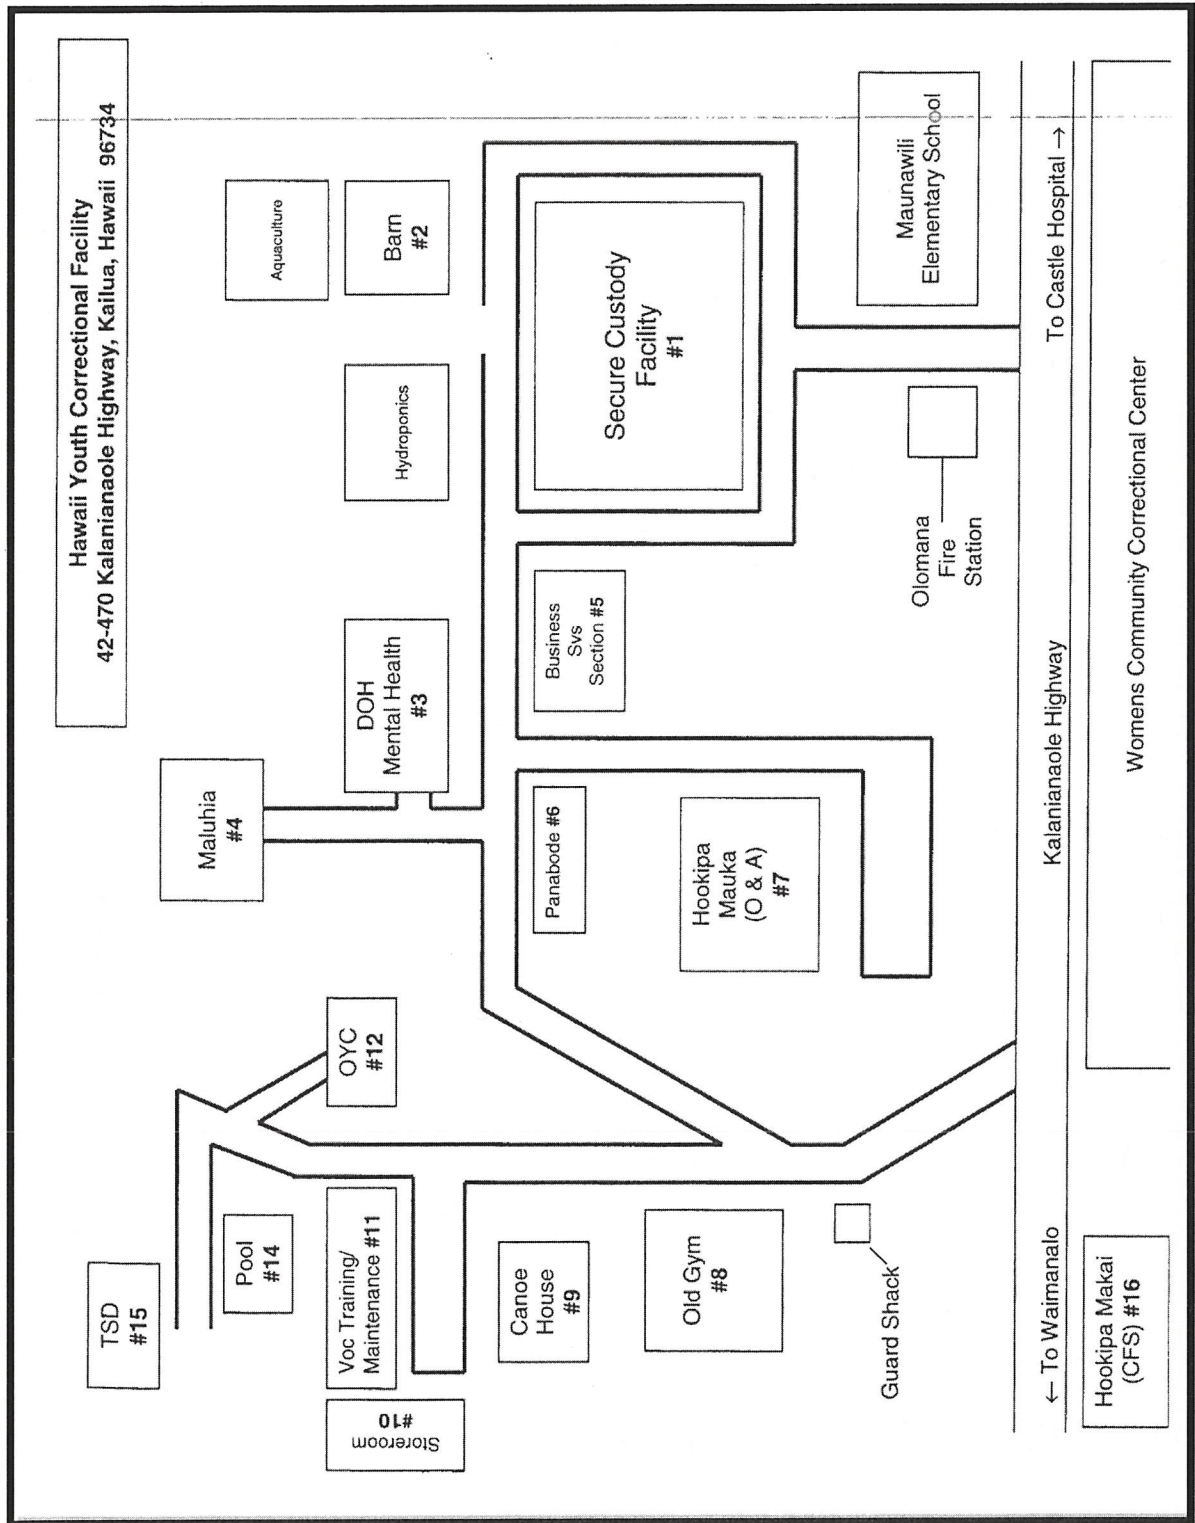 Hawaii Youth Correctional Facility
42-470 Kalanianaole Highway, Kailua, Hawaii 96734
TSD
#15
Pool
#14
Voc Training/
Maintenance #11
Storeroom
#10
OYC
#12
Maluhia
#4
DOH
Mental Health
#3
Hydroponics
Aquaculture
Barn
#2
Canoe
House
#9
Old Gym
#8
Guard Shack
Panabode #6
Hookipa
Mauka
(O & A)
#7
Business
Svs
Section #5
Secure Custody
Facility
#1
Olomana
Fire
Station
Maunawili
Elementary School
← To Waimanalo
Kalanianaole Highway
To Castle Hospital →
Hookipa Makai
(CFS) #16
Womens Community Correctional Center